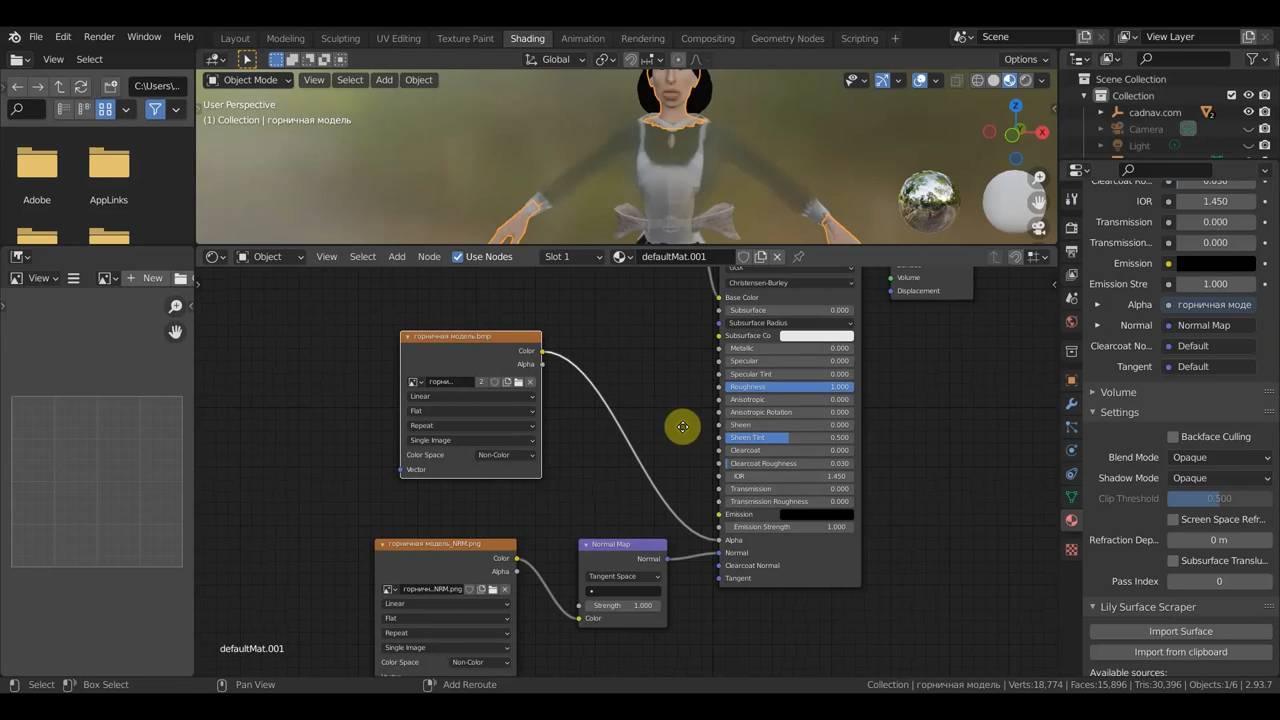 File Edit Render Window Help
Layout Modeling Sculpting UV Editing Texture Paint Shading Animation Rendering Compositing Geometry Nodes Scripting +
Scene
View Layer
View Select
Global
Options
C:\Users\...
Object Mode View Select Add Object
User Perspective
(1) Collection | горничная модель
Z
X
Adobe
AppLinks
Scene Collection
Collection
cadnav.com 2
Camera
Light
View
New
Object View Select Add Node Use Nodes Slot 1 defaultMat.001
Christensen-Burley
Base Color
Subsurface 0.000
Subsurface Radius
Subsurface Co
Metallic 0.000
Specular 0.000
Specular Tint 0.000
Roughness 1.000
Anisotropic 0.000
Anisotropic Rotation 0.000
Sheen 0.000
Sheen Tint 0.500
Clearcoat 0.000
Clearcoat Roughness 0.030
IOR 1.450
Transmission 0.000
Transmission Roughness 0.000
Emission
Emission Strength 1.000
Alpha
Normal
Clearcoat Normal
Tangent
Volume
Displacement
горничная модель.bmp
Color
Alpha
горни... 2
Linear
Flat
Repeat
Single Image
Color Space Non-Color
Vector
горничная модель_NRM.png
Color
Alpha
горничн..NRM.png
Linear
Flat
Repeat
Single Image
Color Space Non-Color
Normal Map
Normal
Tangent Space
Strength 1.000
Color
defaultMat.001
Clearcoat Ro... 0.030
IOR 1.450
Transmission 0.000
Transmission... 0.000
Emission
Emission Stre 1.000
Alpha горничная моде
Normal Normal Map
Clearcoat No... Default
Tangent Default
Volume
Settings
Backface Culling
Blend Mode Opaque
Shadow Mode Opaque
Clip Threshold 0.500
Screen Space Refr...
Refraction Dep... 0 m
Subsurface Translu...
Pass Index 0
Lily Surface Scraper
Import Surface
Import from clipboard
Available sources:
Select Box Select Pan View Add Reroute
Collection | горничная модель | Verts:18,774 | Faces:15,896 | Tris:30,396 | Objects:1/6 | 2.93.7